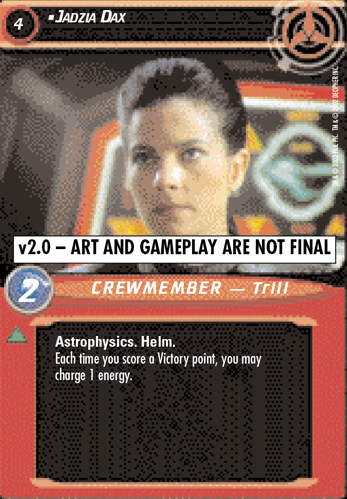 4
▪Jadzia Dax
v2.0 – ART AND GAMEPLAY ARE NOT FINAL
2
CREWMEMBER — Trill
Astrophysics. Helm.
Each time you score a Victory point, you may
charge 1 energy.